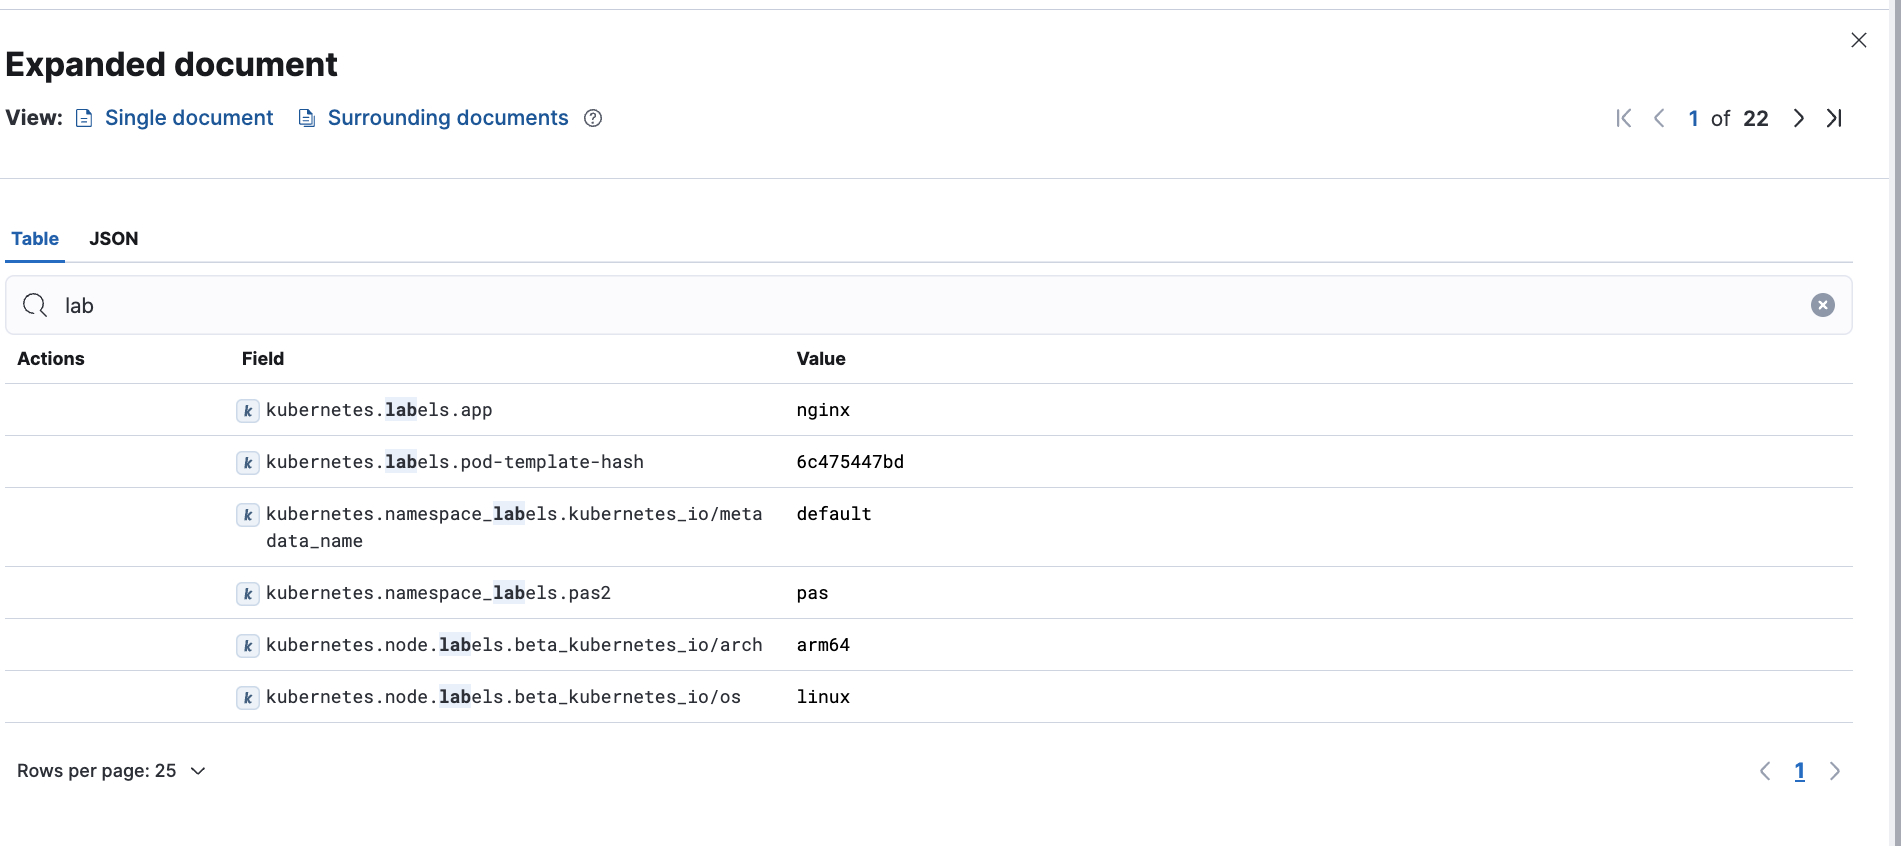 Expanded document
View: Single document Surrounding documents ?
1 of 22
Table JSON
lab
Actions Field Value
k kubernetes.labels.app nginx
k kubernetes.labels.pod-template-hash 6c475447bd
k kubernetes.namespace_labels.kubernetes_io/meta default
data_name
k kubernetes.namespace_labels.pas2 pas
k kubernetes.node.labels.beta_kubernetes_io/arch arm64
k kubernetes.node.labels.beta_kubernetes_io/os linux
Rows per page: 25
1